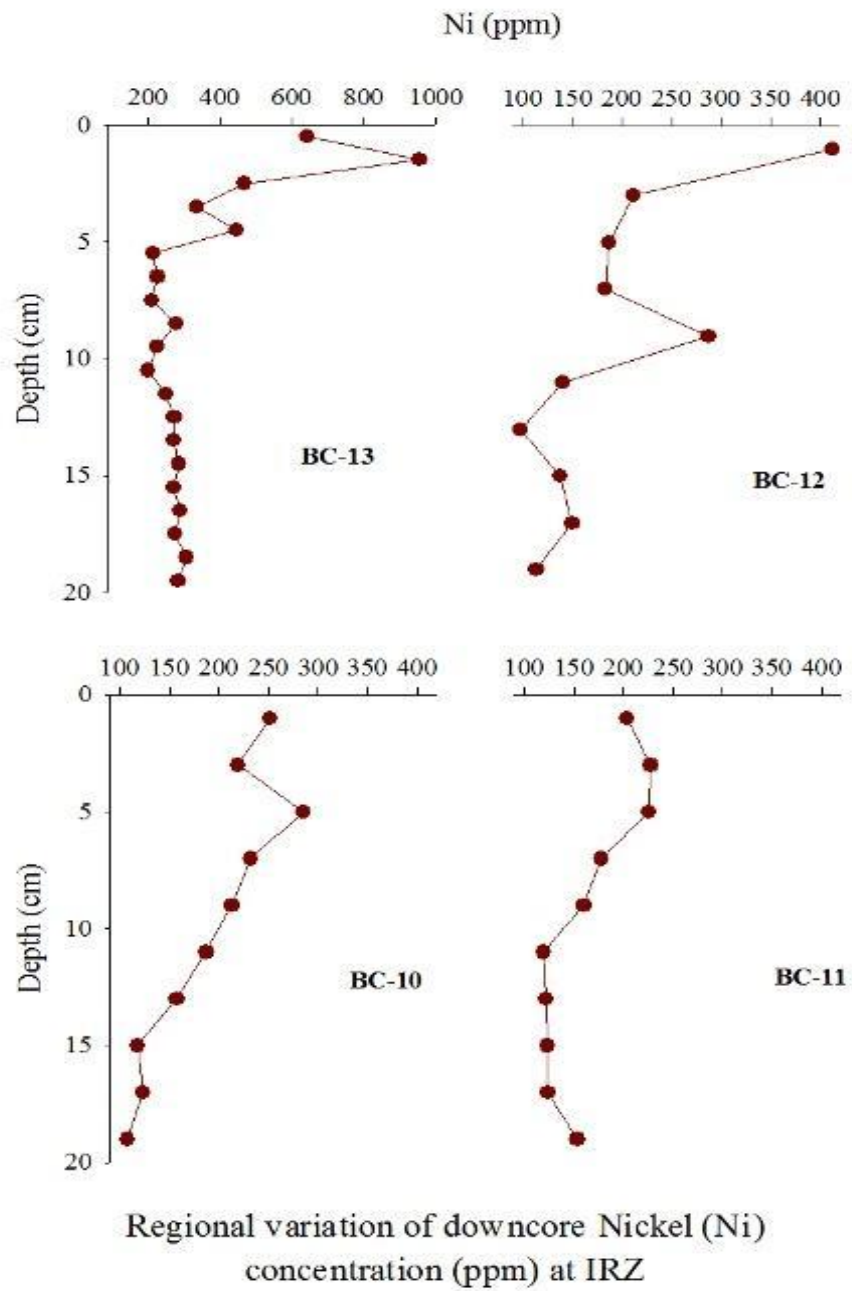 Ni (ppm)
200 400 600 800 1000
100 150 200 250 300 350 400
0
5
10
15
20
Depth (cm)
BC-13
BC-12
100 150 200 250 300 350 400
100 150 200 250 300 350 400
0
5
10
15
20
Depth (cm)
BC-10
BC-11
Regional variation of downcore Nickel (Ni)
concentration (ppm) at IRZ